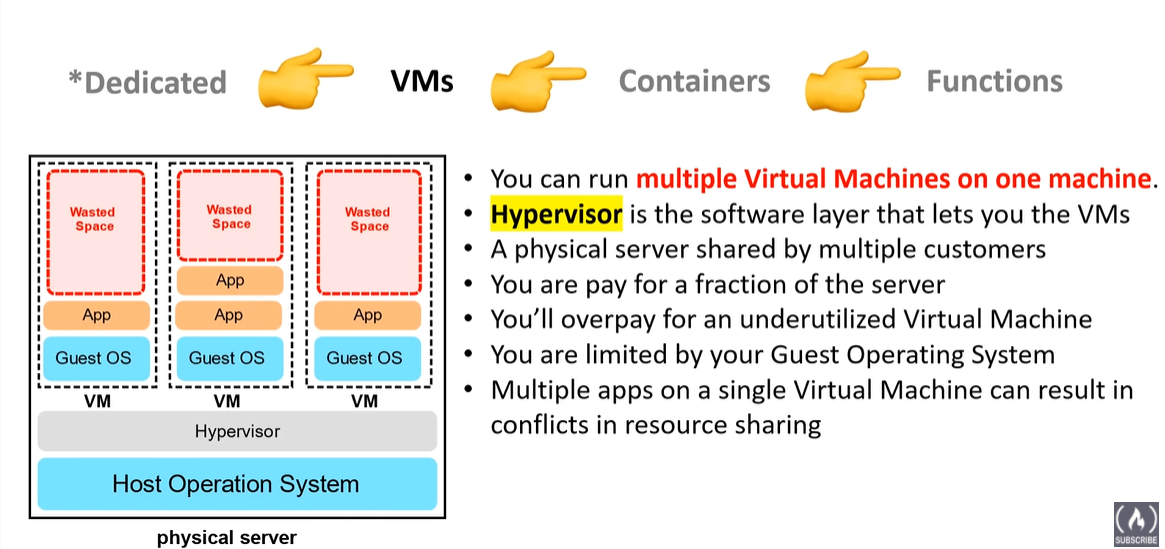 *Dedicated VMs Containers Functions
Wasted
Space
App
Guest OS
VM
Wasted
Space
App
App
Guest OS
VM
Wasted
Space
App
Guest OS
VM
Hypervisor
Host Operation System
physical server
• You can run multiple Virtual Machines on one machine.
• Hypervisor is the software layer that lets you the VMs
• A physical server shared by multiple customers
• You are pay for a fraction of the server
• You’ll overpay for an underutilized Virtual Machine
• You are limited by your Guest Operating System
• Multiple apps on a single Virtual Machine can result in
conflicts in resource sharing
SUBSCRIBE